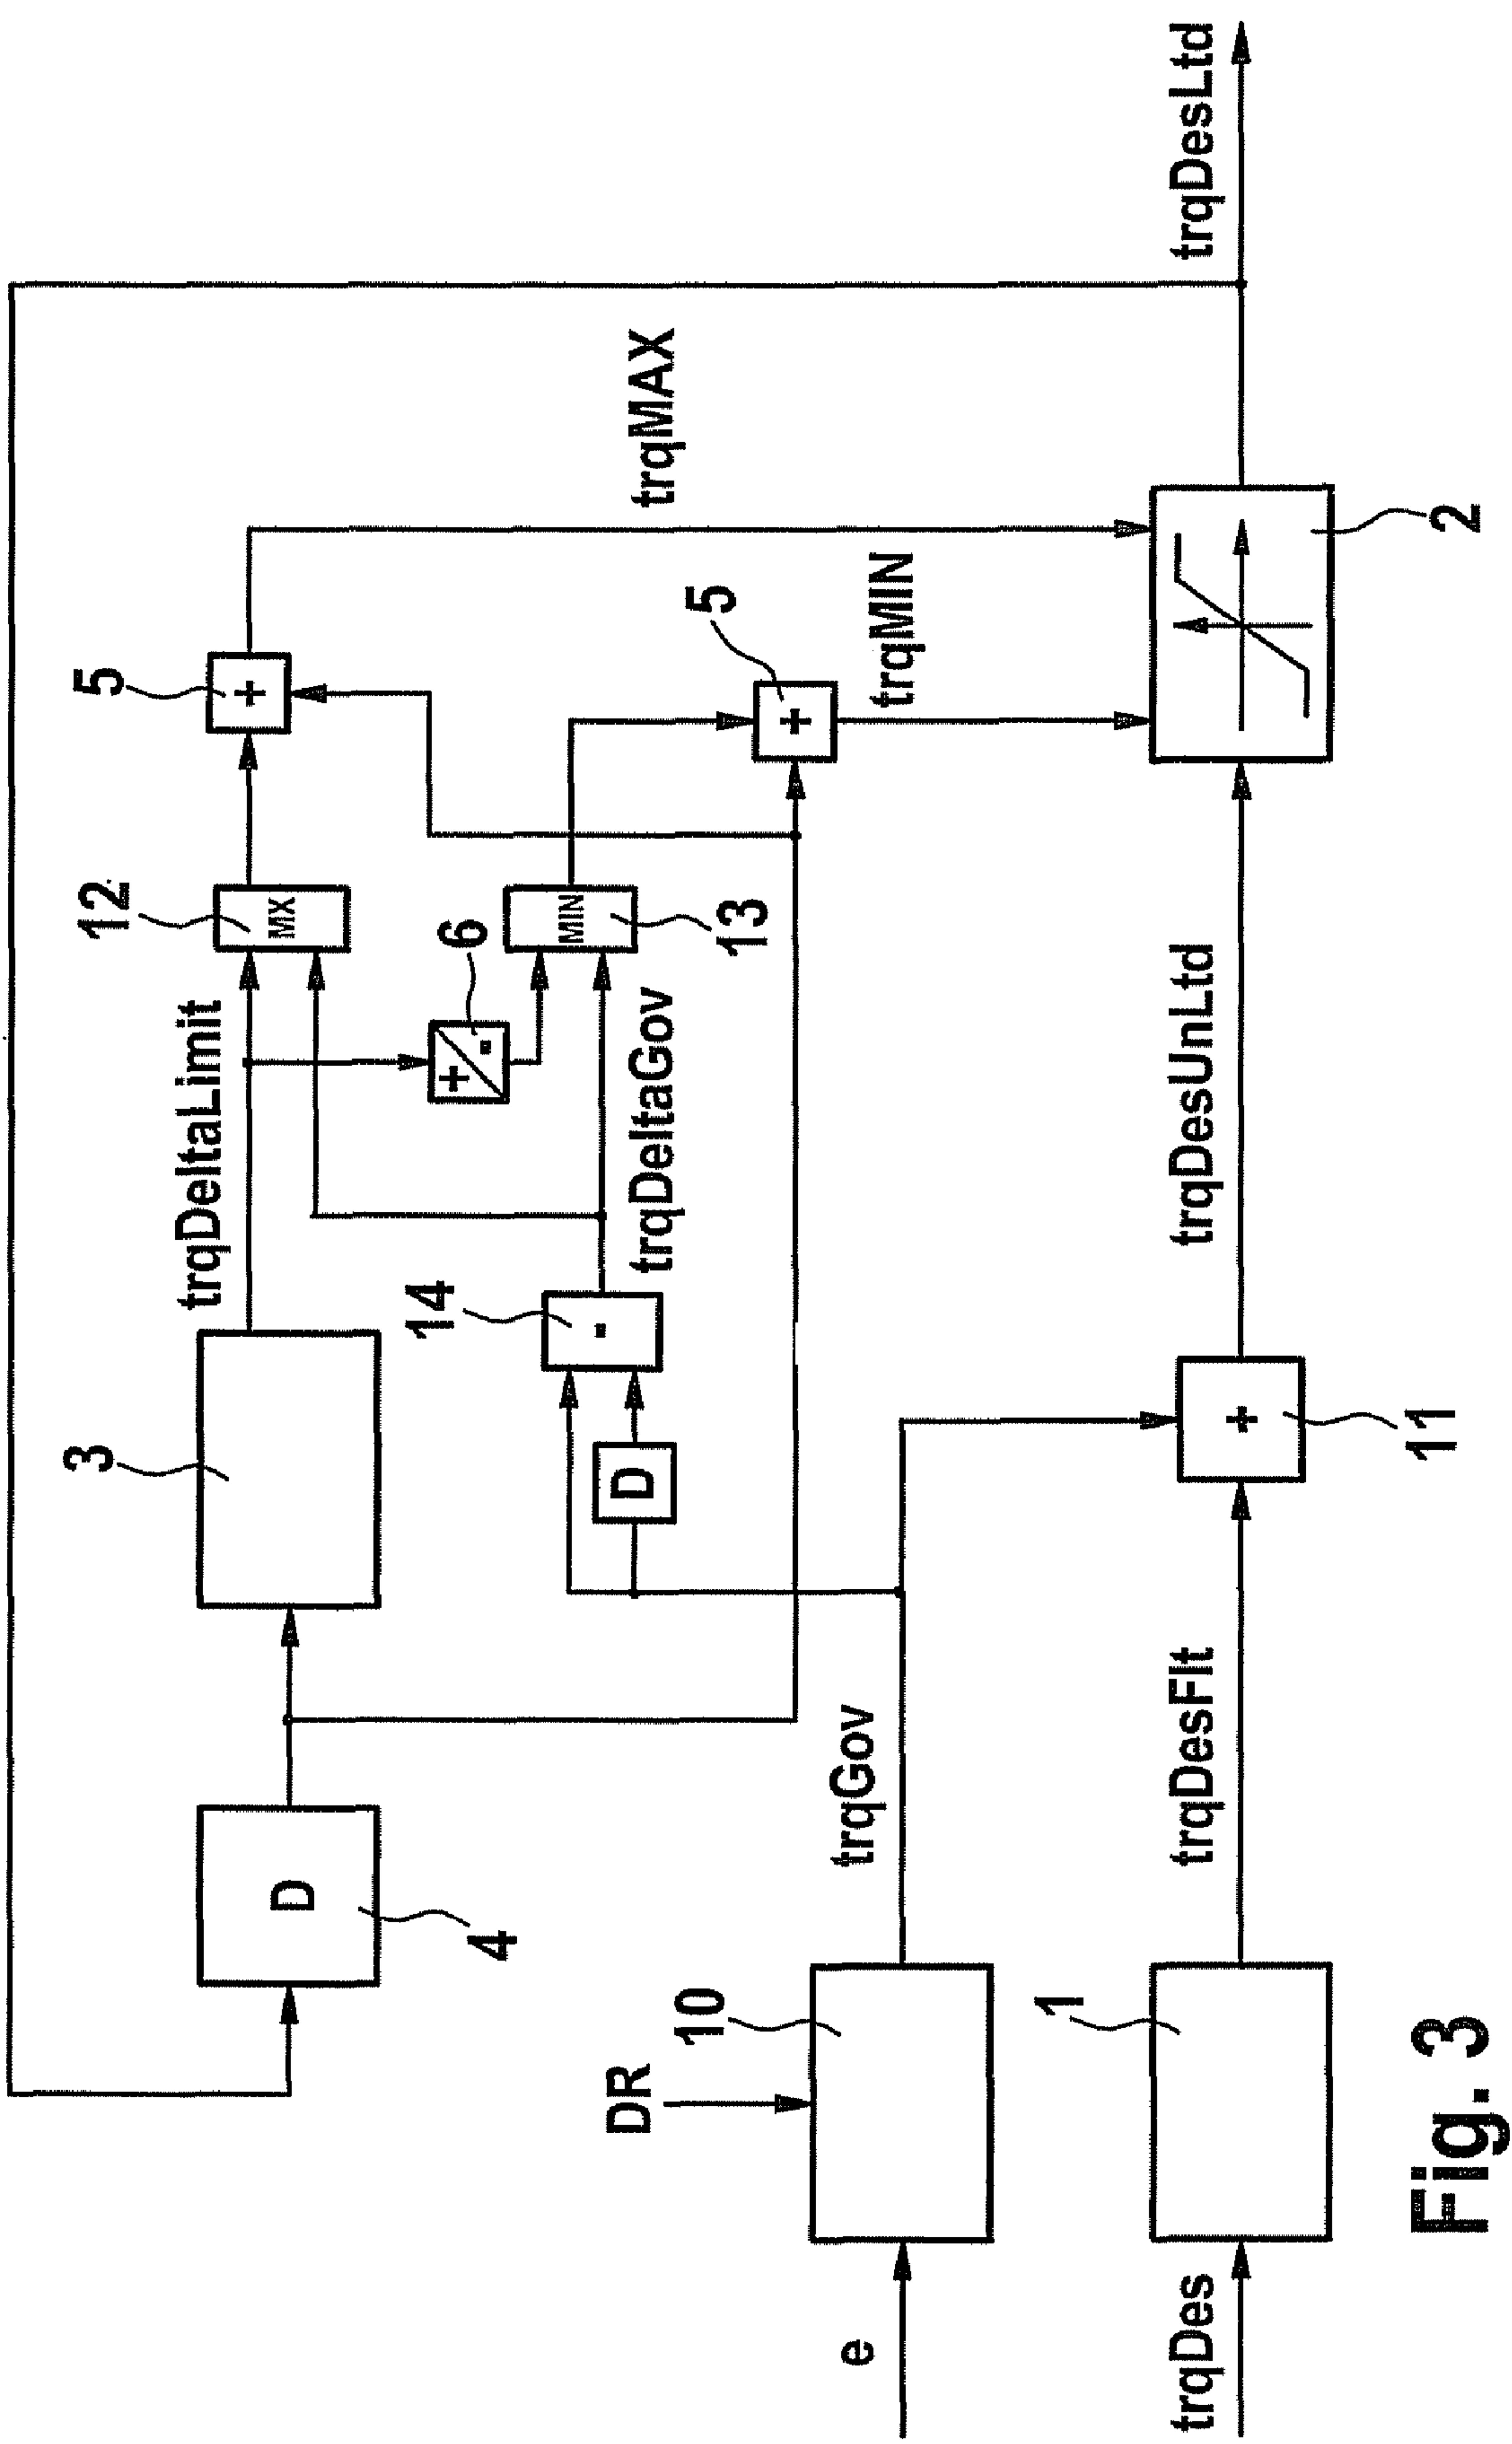 5
trqMAX
12
trqDeltaLimit
MX
3
6
+
-
5
+
+
trqMIN
MIN
13
14
-
trqDeltaGov
D
D
4
DR
10
trqGov
e
1
trqDes
trqDesFlt
+
11
trqDesUnLtd
2
trqDesLtd
Fig. 3